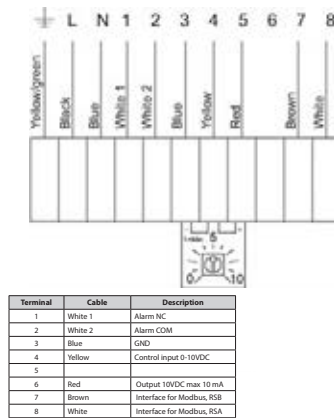 L N 1 2 3 4 5 6 7 8
Yellow/green
Black
Blue
White 1
White 2
Blue
Yellow
Red
Brown
White
5
0 10
Terminal Cable Description
1 White 1 Alarm NC
2 White 2 Alarm COM
3 Blue GND
4 Yellow Control input 0-10VDC
5
6 Red Output 10VDC max 10 mA
7 Brown Interface for Modbus, RSB
8 White Interface for Modbus, RSA